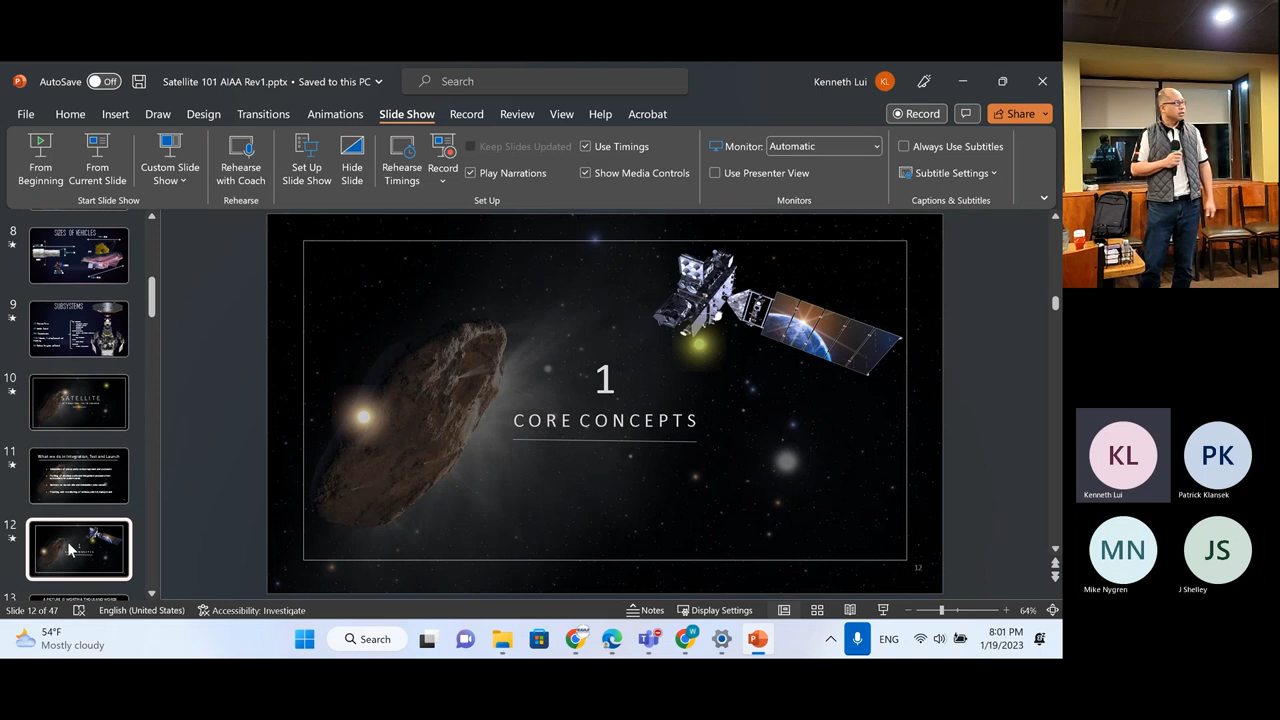 AutoSave Off Satellite 101 AIAA Rev1.pptx • Saved to this PC Search Kenneth Lui KL
File Home Insert Draw Design Transitions Animations Slide Show Record Review View Help Acrobat Record Share
From Beginning
From Current Slide
Custom Slide Show
Rehearse with Coach
Set Up Slide Show
Hide Slide
Rehearse Timings
Record
Keep Slides Updated
Play Narrations
Use Timings
Show Media Controls
Monitor: Automatic
Use Presenter View
Always Use Subtitles
Subtitle Settings
Start Slide Show Rehearse Set Up Monitors Captions & Subtitles
8
SIZES OF VEHICLES
9
SUBSYSTEMS
10
SATELLITE
11
What we do in Integration, Test and Launch
12
13
A PICTURE IS WORTH A THOUSAND WORDS
1
CORE CONCEPTS
12
Slide 12 of 47 English (United States) Accessibility: Investigate Notes Display Settings 64%
54°F
Mostly cloudy
Search
ENG
8:01 PM
1/19/2023
KL
Kenneth Lui
PK
Patrick Klansek
MN
Mike Nygren
JS
J Shelley